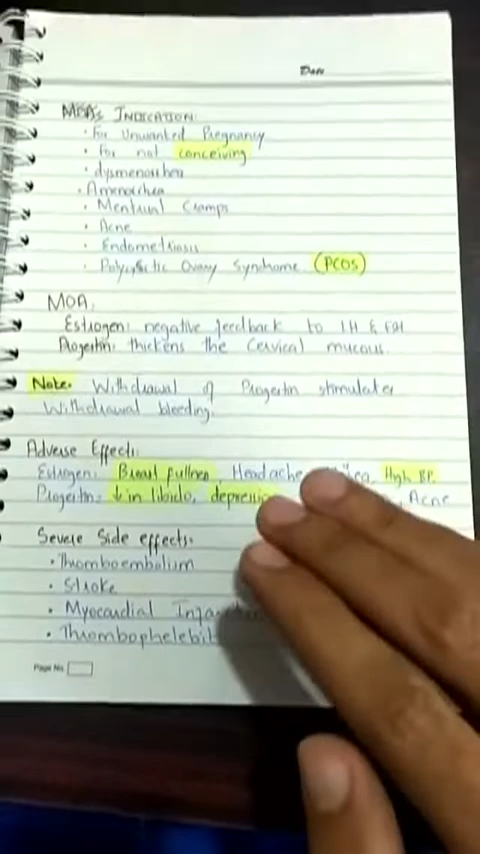 Date
MOA's INDICATION:
• For Unwanted Pregnancy
• For not conceiving
• dysmenorrhea
• Amenorrhea
• Menstrual Cramps
• Acne
• Endometriosis
• Polycystic Ovary Syndrome (PCOS)
MOA:
Estrogen: negative feedback to LH & FSH
Progestin: thickens the Cervical mucous.
Note: Withdrawal of Progestin stimulates
Withdrawal bleeding.
Adverse Effects:
Estrogen: Breast fullness, Headache High BP.
Progestin: ↓ in libido, Acne
Severe Side effects:
• Thromboembolism
• Stroke
• Myocardial
Page No.